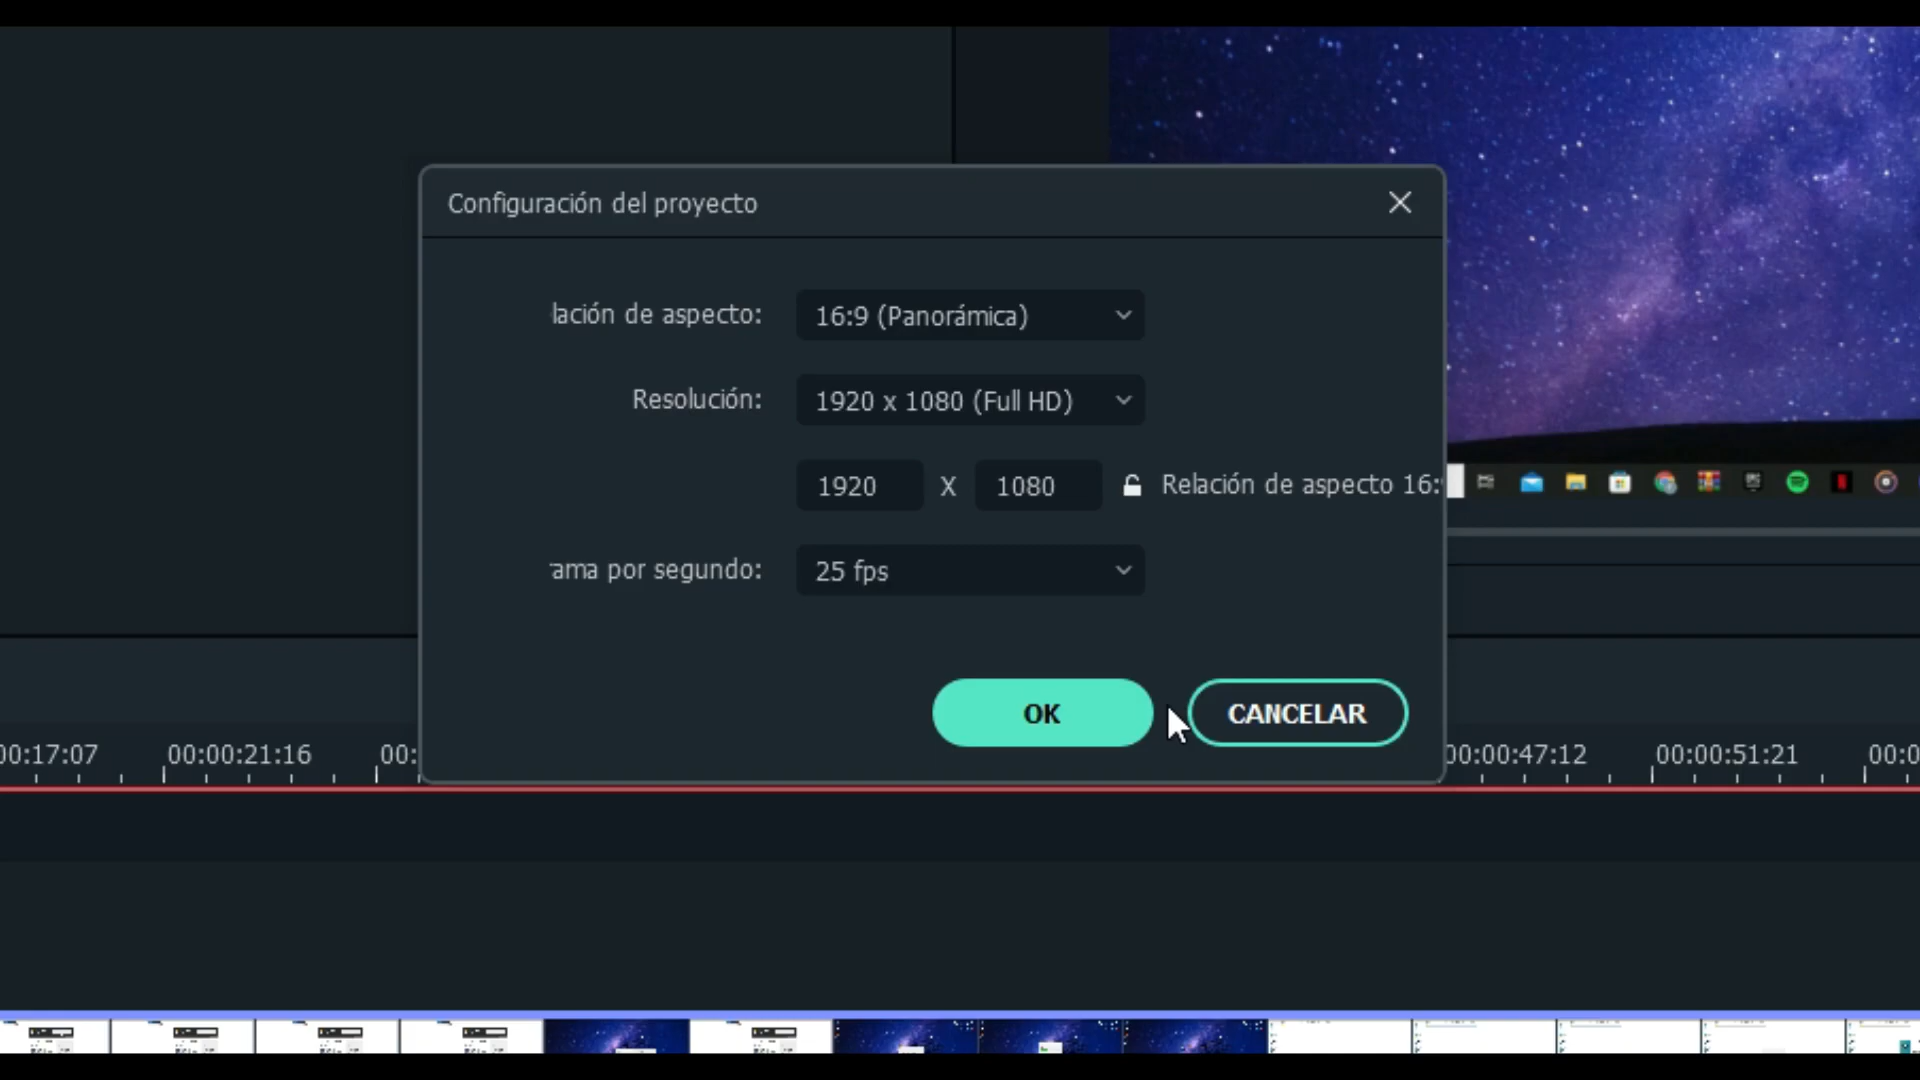 Configuración del proyecto
lación de aspecto: 16:9 (Panorámica)
Resolución: 1920 x 1080 (Full HD)
1920 X 1080 Relación de aspecto 16:
ama por segundo: 25 fps
OK CANCELAR
00:17:07 00:00:21:16 00: 00:00:47:12 00:00:51:21 00:0